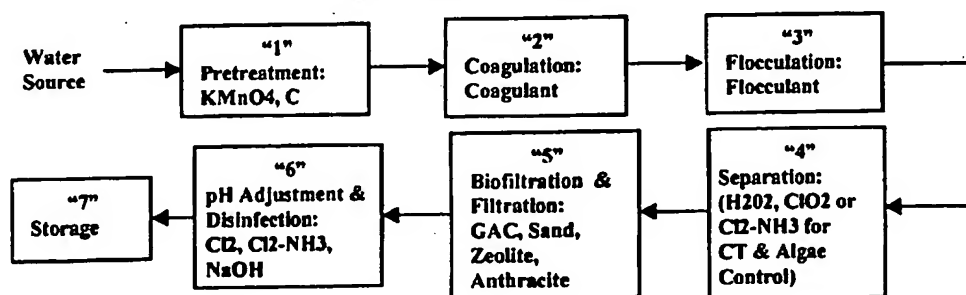 Water
Source
“1”
Pretreatment:
KMnO4, C
“2”
Coagulation:
Coagulant
“3”
Flocculation:
Flocculant
“4”
Separation:
(H202, ClO2 or
Cl2-NH3 for
CT & Algae
Control)
“5”
Biofiltration &
Filtration:
GAC, Sand,
Zeolite,
Anthracite
“6”
pH Adjustment &
Disinfection:
Cl2, Cl2-NH3,
NaOH
“7”
Storage